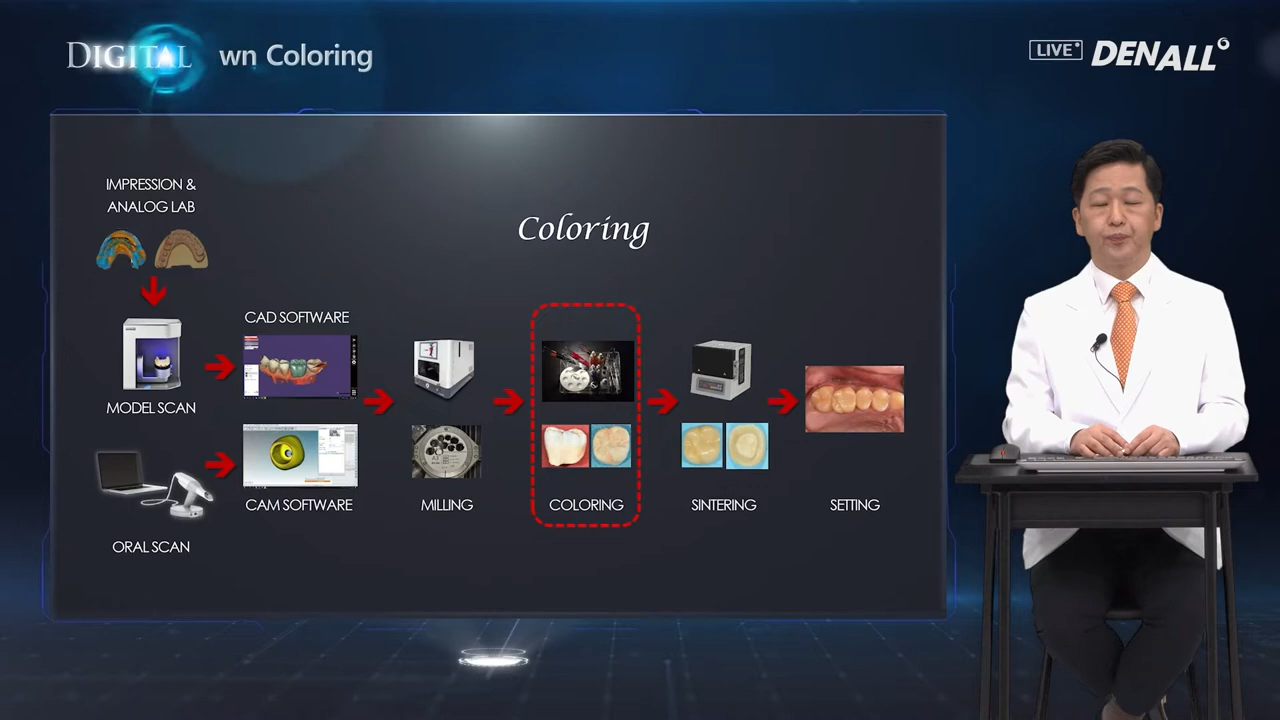 DIGITAL wn Coloring
LIVE
DENALL
IMPRESSION &
ANALOG LAB
Coloring
CAD SOFTWARE
MODEL SCAN
CAM SOFTWARE
MILLING
COLORING
SINTERING
SETTING
ORAL SCAN